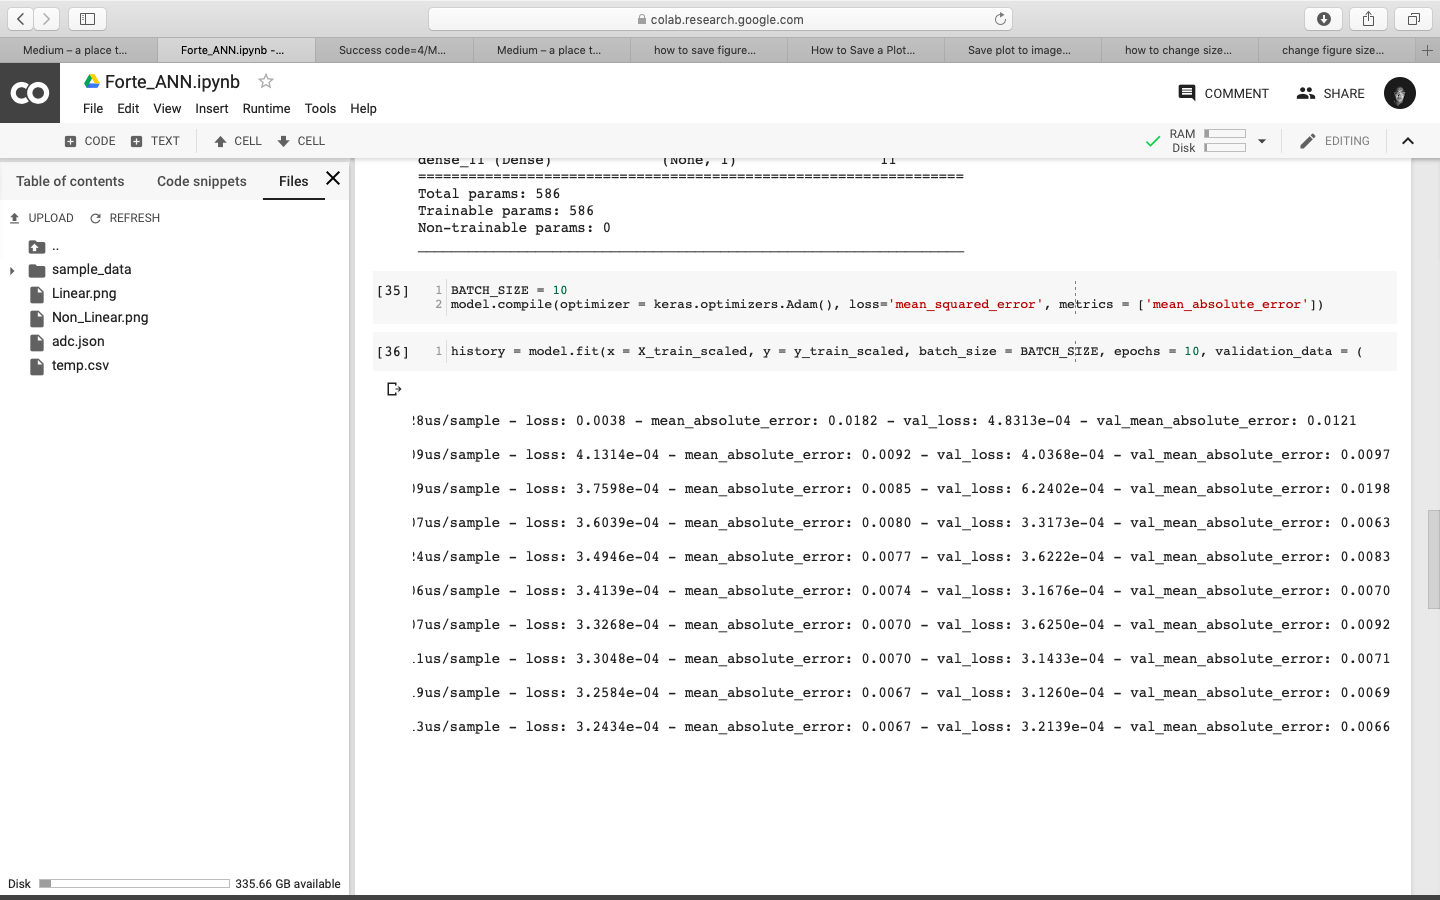 colab.research.google.com
Medium – a place t...
Forte_ANN.ipynb -...
Success code=4/M...
Medium – a place t...
how to save figure...
How to Save a Plot...
Save plot to image...
how to change size...
change figure size...
CO
Forte_ANN.ipynb
File Edit View Insert Runtime Tools Help
COMMENT
SHARE
CODE TEXT CELL CELL
RAM
Disk
EDITING
Table of contents Code snippets Files
UPLOAD REFRESH
..
sample_data
Linear.png
Non_Linear.png
adc.json
temp.csv
Disk 335.66 GB available
dense_11 (Dense) (None, 1) 11
=================================================================
Total params: 586
Trainable params: 586
Non-trainable params: 0
_________________________________________________________________
[35] 1 BATCH_SIZE = 10
2 model.compile(optimizer = keras.optimizers.Adam(), loss='mean_squared_error', metrics = ['mean_absolute_error'])
[36] 1 history = model.fit(x = X_train_scaled, y = y_train_scaled, batch_size = BATCH_SIZE, epochs = 10, validation_data = (
8us/sample - loss: 0.0038 - mean_absolute_error: 0.0182 - val_loss: 4.8313e-04 - val_mean_absolute_error: 0.0121
9us/sample - loss: 4.1314e-04 - mean_absolute_error: 0.0092 - val_loss: 4.0368e-04 - val_mean_absolute_error: 0.0097
9us/sample - loss: 3.7598e-04 - mean_absolute_error: 0.0085 - val_loss: 6.2402e-04 - val_mean_absolute_error: 0.0198
7us/sample - loss: 3.6039e-04 - mean_absolute_error: 0.0080 - val_loss: 3.3173e-04 - val_mean_absolute_error: 0.0063
4us/sample - loss: 3.4946e-04 - mean_absolute_error: 0.0077 - val_loss: 3.6222e-04 - val_mean_absolute_error: 0.0083
6us/sample - loss: 3.4139e-04 - mean_absolute_error: 0.0074 - val_loss: 3.1676e-04 - val_mean_absolute_error: 0.0070
7us/sample - loss: 3.3268e-04 - mean_absolute_error: 0.0070 - val_loss: 3.6250e-04 - val_mean_absolute_error: 0.0092
1us/sample - loss: 3.3048e-04 - mean_absolute_error: 0.0070 - val_loss: 3.1433e-04 - val_mean_absolute_error: 0.0071
9us/sample - loss: 3.2584e-04 - mean_absolute_error: 0.0067 - val_loss: 3.1260e-04 - val_mean_absolute_error: 0.0069
3us/sample - loss: 3.2434e-04 - mean_absolute_error: 0.0067 - val_loss: 3.2139e-04 - val_mean_absolute_error: 0.0066